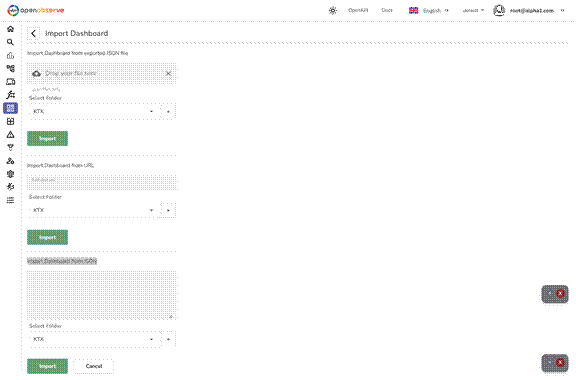 openobserve
OpenAPI
Docs
English
default
root@alpha1.com
Import Dashboard
Import Dashboard from exported JSON file
Drop your file here
Select Folder
KTX
Import
Import Dashboard from URL
Select Folder
KTX
Import
Import Dashboard from JSON
Select Folder
KTX
Import
Cancel